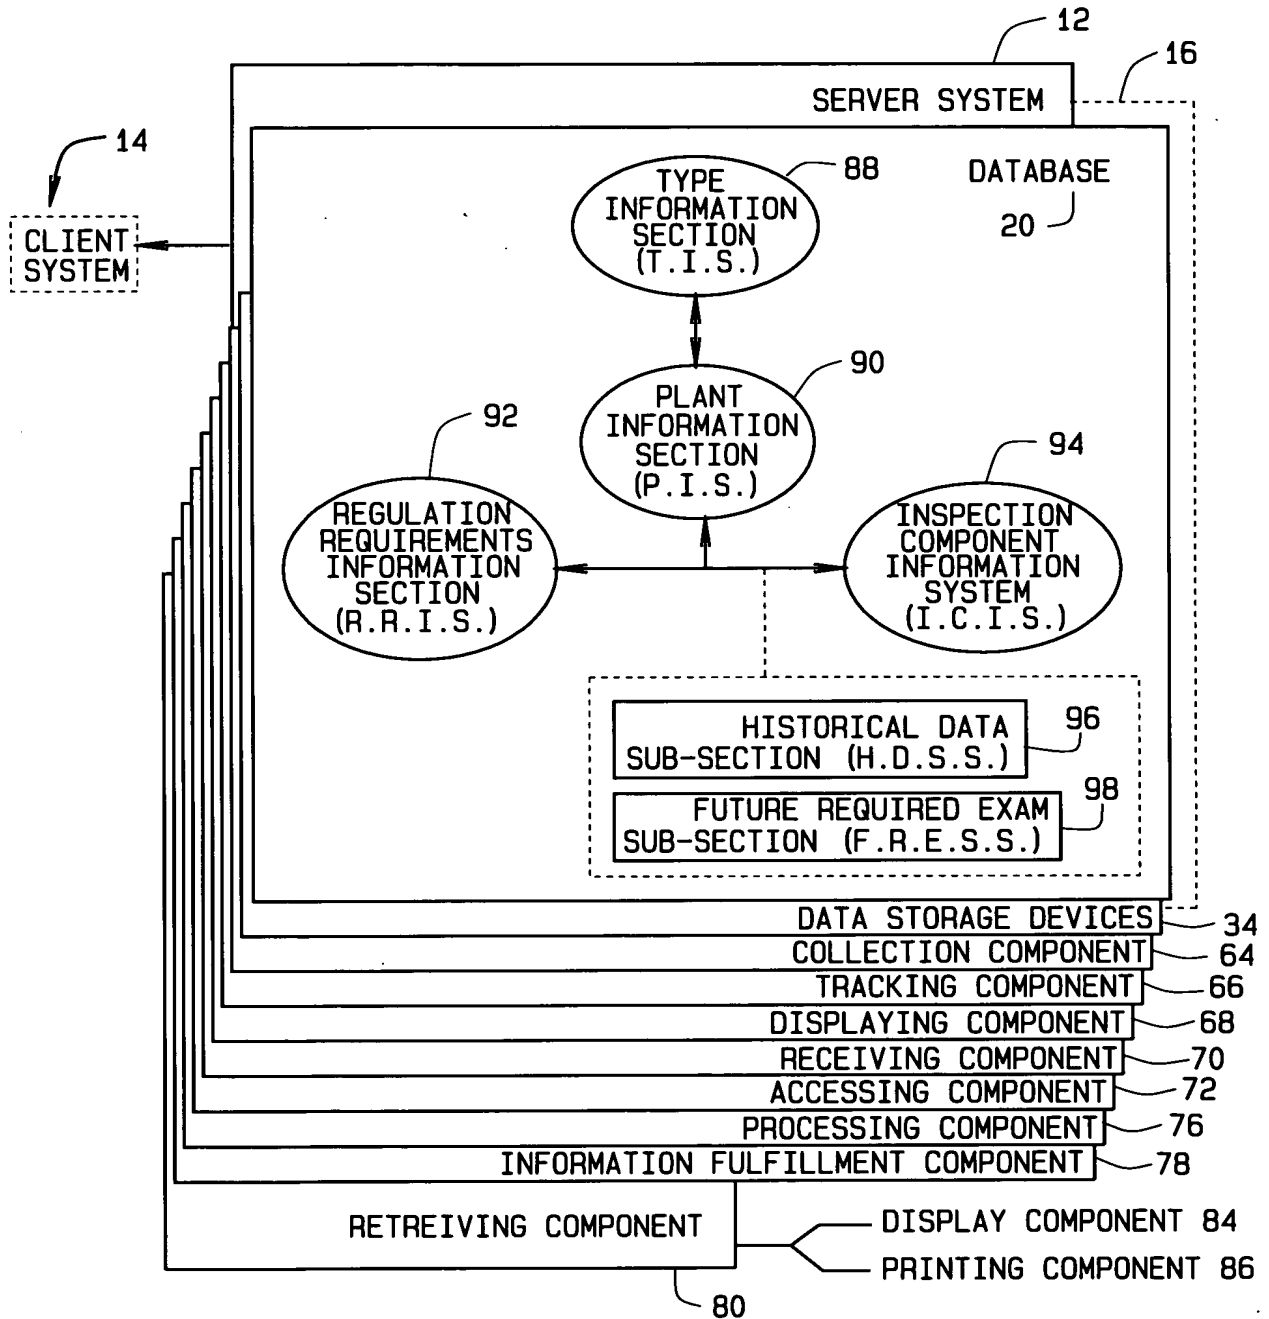 12
16
SERVER SYSTEM
14
CLIENT
SYSTEM
DATABASE
20
88
TYPE
INFORMATION
SECTION
(T.I.S.)
90
PLANT
INFORMATION
SECTION
(P.I.S.)
92
REGULATION
REQUIREMENTS
INFORMATION
SECTION
(R.R.I.S.)
94
INSPECTION
COMPONENT
INFORMATION
SYSTEM
(I.C.I.S.)
HISTORICAL DATA
SUB-SECTION (H.D.S.S.)
96
FUTURE REQUIRED EXAM
SUB-SECTION (F.R.E.S.S.)
98
DATA STORAGE DEVICES 34
COLLECTION COMPONENT 64
TRACKING COMPONENT 66
DISPLAYING COMPONENT 68
RECEIVING COMPONENT 70
ACCESSING COMPONENT 72
PROCESSING COMPONENT 76
INFORMATION FULFILLMENT COMPONENT 78
RETREIVING COMPONENT
80
DISPLAY COMPONENT 84
PRINTING COMPONENT 86